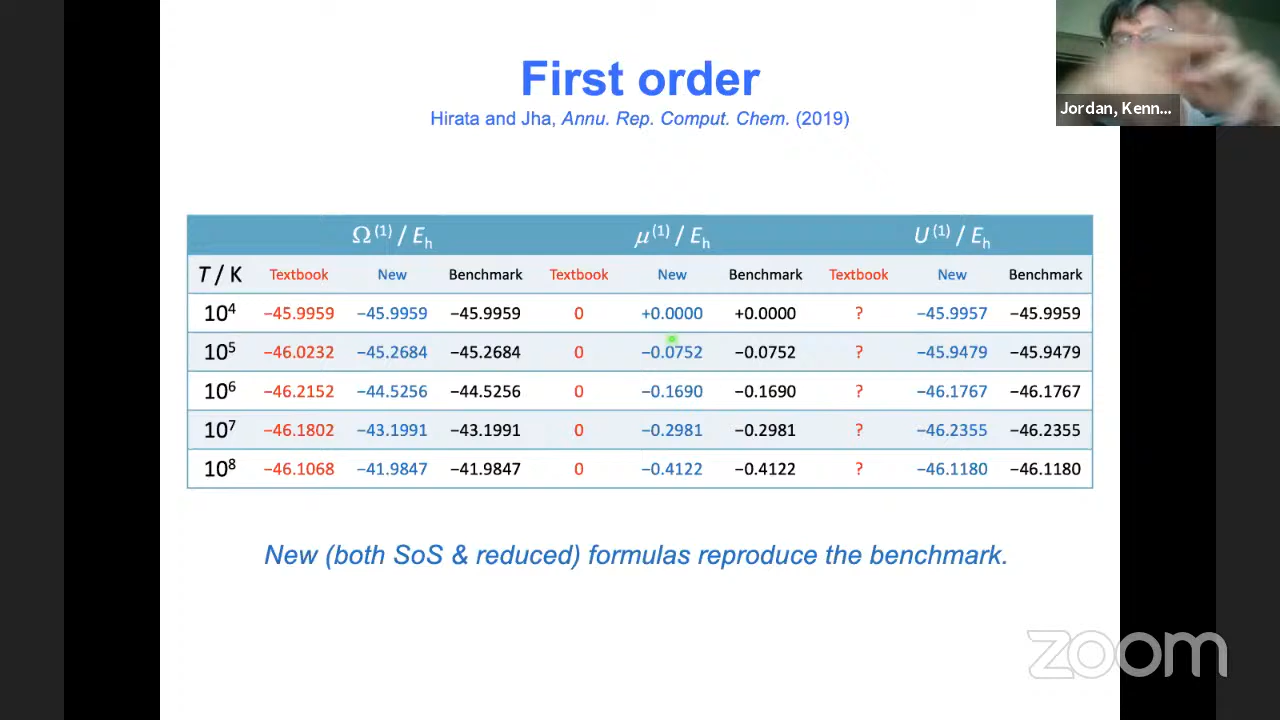 First order
Hirata and Jha, Annu. Rep. Comput. Chem. (2019)
Jordan, Kenn...
Ω⁽¹⁾ / Eₕ μ⁽¹⁾ / Eₕ U⁽¹⁾ / Eₕ
T / K Textbook New Benchmark Textbook New Benchmark Textbook New Benchmark
10⁴ −45.9959 −45.9959 −45.9959 0 +0.0000 +0.0000 ? −45.9957 −45.9959
10⁵ −46.0232 −45.2684 −45.2684 0 −0.0752 −0.0752 ? −45.9479 −45.9479
10⁶ −46.2152 −44.5256 −44.5256 0 −0.1690 −0.1690 ? −46.1767 −46.1767
10⁷ −46.1802 −43.1991 −43.1991 0 −0.2981 −0.2981 ? −46.2355 −46.2355
10⁸ −46.1068 −41.9847 −41.9847 0 −0.4122 −0.4122 ? −46.1180 −46.1180
New (both SoS & reduced) formulas reproduce the benchmark.
zoom